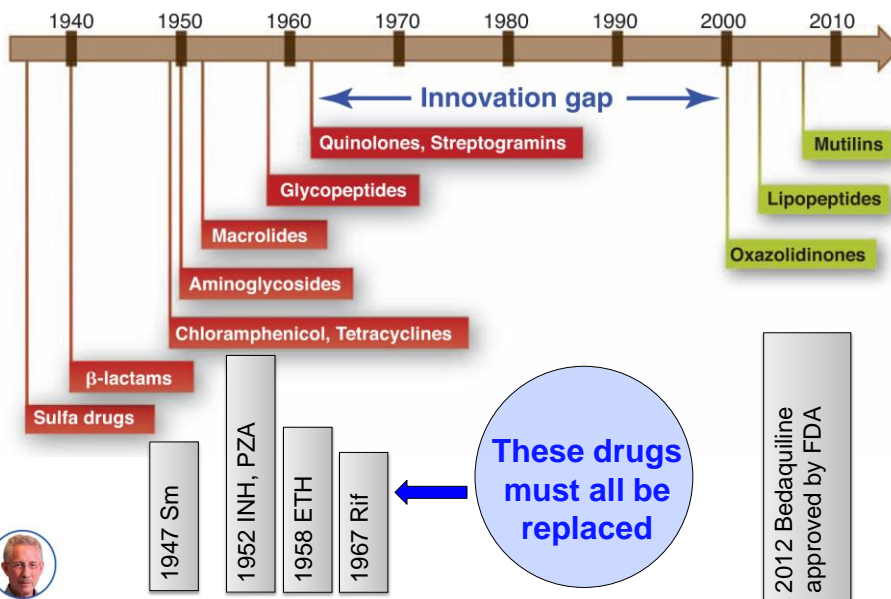 1940 1950 1960 1970 1980 1990 2000 2010
Innovation gap
Quinolones, Streptogramins
Mutilins
Glycopeptides
Lipopeptides
Macrolides
Oxazolidinones
Aminoglycosides
Chloramphenicol, Tetracyclines
β-lactams
Sulfa drugs
1947 Sm
1952 INH, PZA
1958 ETH
1967 Rif
These drugs
must all be
replaced
2012 Bedaquiline
approved by FDA